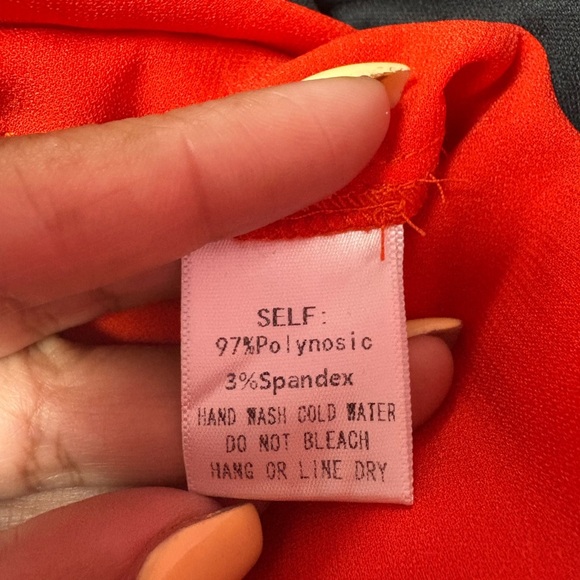 SELF:
97%Polynosic
3%Spandex
HAND WASH COLD WATER
DO NOT BLEACH
HANG OR LINE DRY